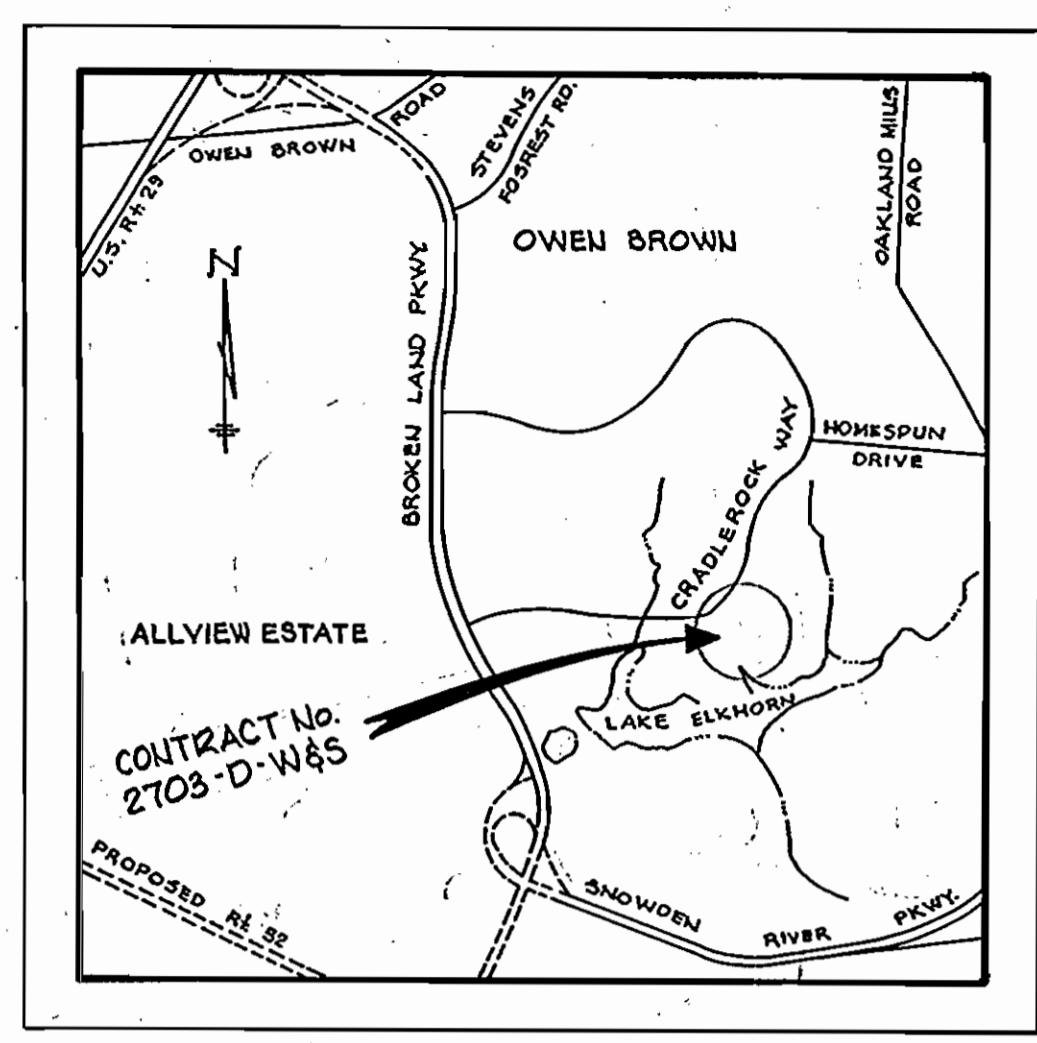 OWEN BROWN
ROAD
STEVENS
FOSREST RD.
OAKLAND MILLS
ROAD
U.S. Rt 29
N
OWEN BROWN
BROKEN LAND PKWY.
CRADLEROCK WAY
HOMESPUN
DRIVE
ALLVIEW ESTATE
LAKE ELKHORN
CONTRACT No.
2703-D-W&S
PROPOSED Rt 32
SNOWDEN RIVER PKWY.